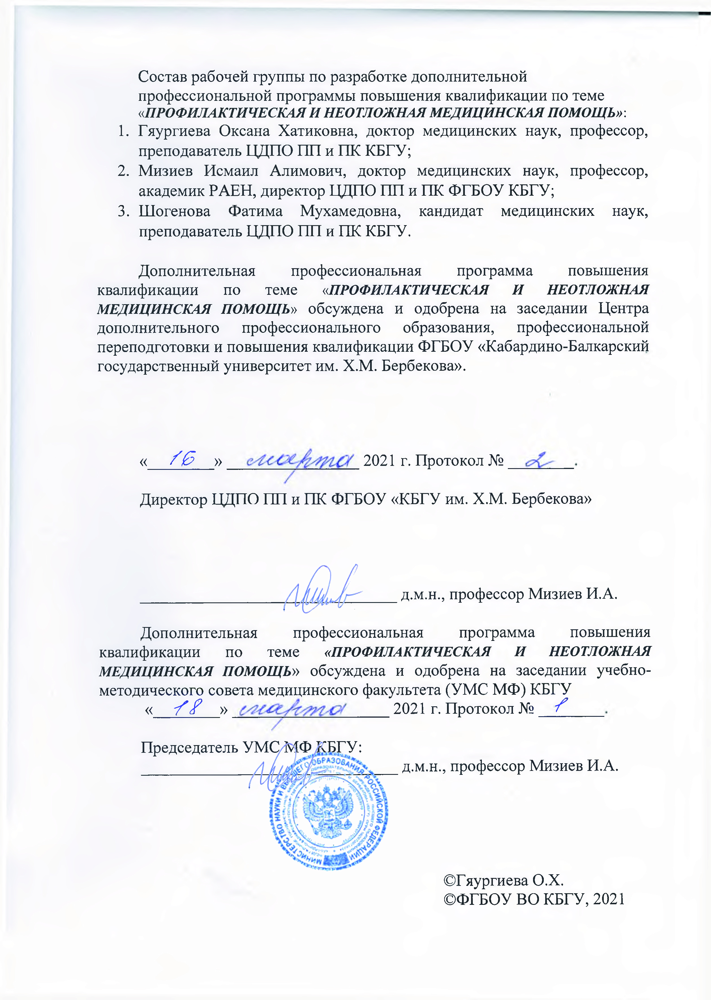 Состав рабочей группы по разработке дополнительной
профессиональной программы повышения квалификации по теме
«ПРОФИЛАКТИЧЕСКАЯ И НЕОТЛОЖНАЯ МЕДИЦИНСКАЯ ПОМОЩЬ»:
1. Гяургиева Оксана Хатиковна, доктор медицинских наук, профессор,
преподаватель ЦДПО ПП и ПК КБГУ;
2. Мизиев Исмаил Алимович, доктор медицинских наук, профессор,
академик РАЕН, директор ЦДПО ПП и ПК ФГБОУ КБГУ;
3. Шогенова Фатима Мухамедовна, кандидат медицинских наук,
преподаватель ЦДПО ПП и ПК КБГУ.
Дополнительная профессиональная программа повышения
квалификации по теме «ПРОФИЛАКТИЧЕСКАЯ И НЕОТЛОЖНАЯ
МЕДИЦИНСКАЯ ПОМОЩЬ» обсуждена и одобрена на заседании Центра
дополнительного профессионального образования, профессиональной
переподготовки и повышения квалификации ФГБОУ «Кабардино-Балкарский
государственный университет им. Х.М. Бербекова».
«16» марта 2021 г. Протокол № 2.
Директор ЦДПО ПП и ПК ФГБОУ «КБГУ им. Х.М. Бербекова»
д.м.н., профессор Мизиев И.А.
Дополнительная профессиональная программа повышения
квалификации по теме «ПРОФИЛАКТИЧЕСКАЯ И НЕОТЛОЖНАЯ
МЕДИЦИНСКАЯ ПОМОЩЬ» обсуждена и одобрена на заседании учебно-
методического совета медицинского факультета (УМС МФ) КБГУ
«18» марта 2021 г. Протокол № 1.
Председатель УМС МФ КБГУ:
д.м.н., профессор Мизиев И.А.
МИНИСТЕРСТВО НАУКИ И ВЫСШЕГО ОБРАЗОВАНИЯ РОССИЙСКОЙ ФЕДЕРАЦИИ
©Гяургиева О.Х.
©ФГБОУ ВО КБГУ, 2021